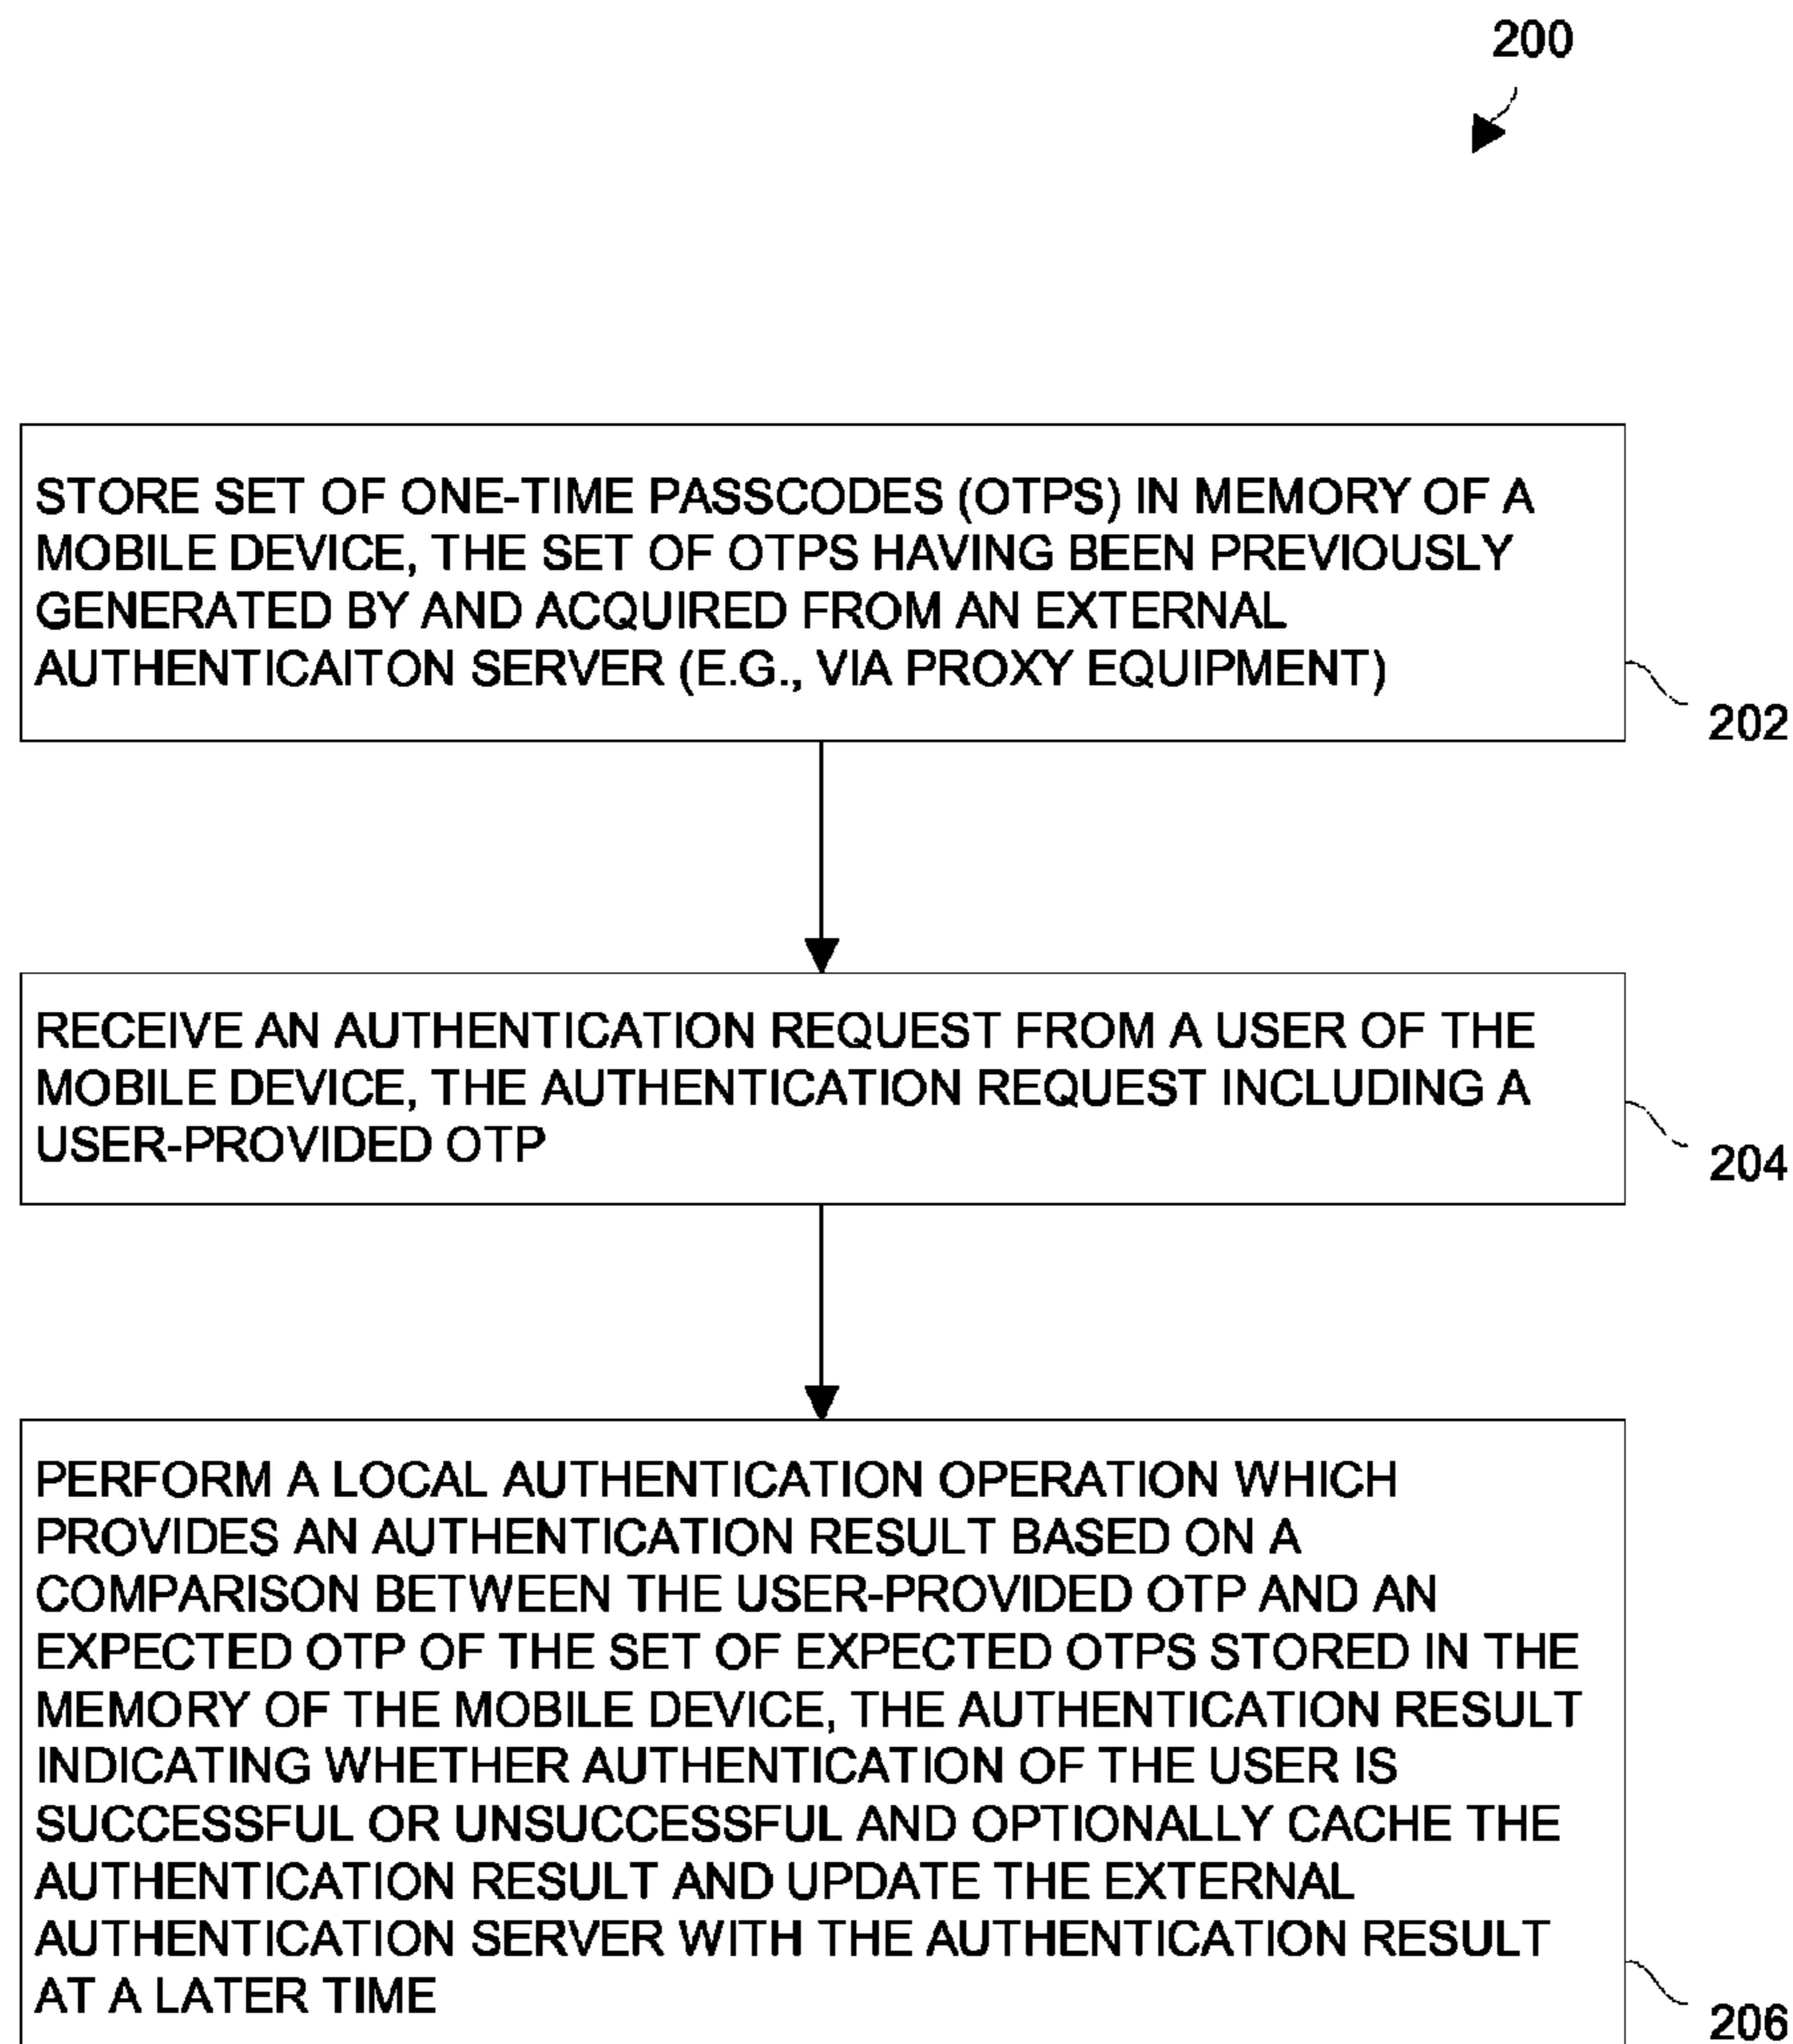 200
STORE SET OF ONE-TIME PASSCODES (OTPS) IN MEMORY OF A
MOBILE DEVICE, THE SET OF OTPS HAVING BEEN PREVIOUSLY
GENERATED BY AND ACQUIRED FROM AN EXTERNAL
AUTHENTICAITON SERVER (E.G., VIA PROXY EQUIPMENT)
202
RECEIVE AN AUTHENTICATION REQUEST FROM A USER OF THE
MOBILE DEVICE, THE AUTHENTICATION REQUEST INCLUDING A
USER-PROVIDED OTP
204
PERFORM A LOCAL AUTHENTICATION OPERATION WHICH
PROVIDES AN AUTHENTICATION RESULT BASED ON A
COMPARISON BETWEEN THE USER-PROVIDED OTP AND AN
EXPECTED OTP OF THE SET OF EXPECTED OTPS STORED IN THE
MEMORY OF THE MOBILE DEVICE, THE AUTHENTICATION RESULT
INDICATING WHETHER AUTHENTICATION OF THE USER IS
SUCCESSFUL OR UNSUCCESSFUL AND OPTIONALLY CACHE THE
AUTHENTICATION RESULT AND UPDATE THE EXTERNAL
AUTHENTICATION SERVER WITH THE AUTHENTICATION RESULT
AT A LATER TIME
206